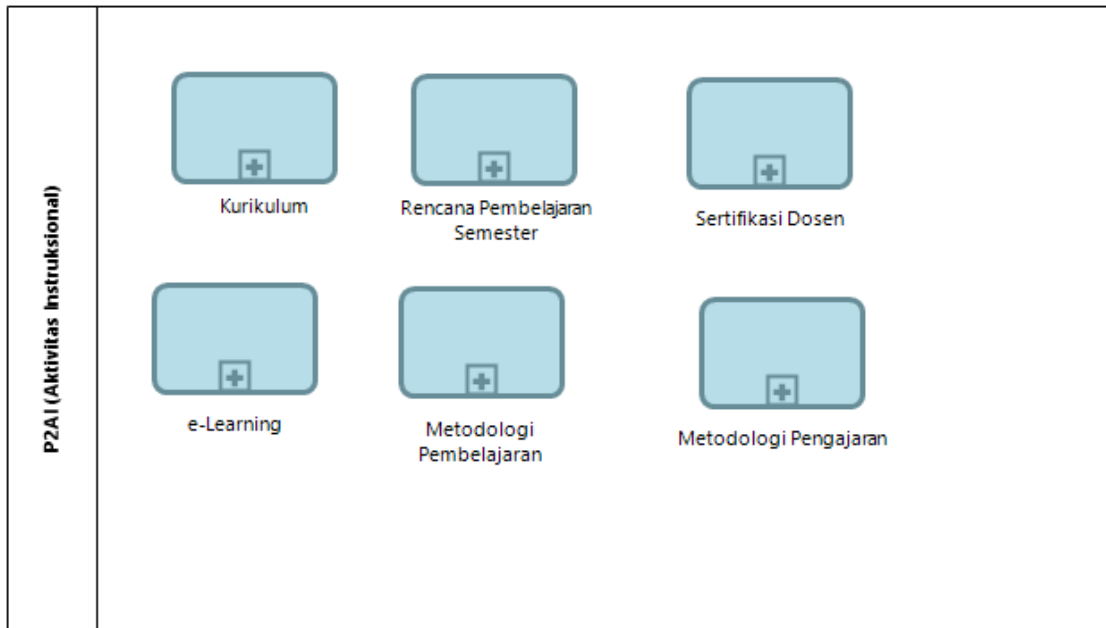 P2AI (Aktivitas Instruksional)
Kurikulum
Rencana Pembelajaran
Semester
Sertifikasi Dosen
e-Learning
Metodologi
Pembelajaran
Metodologi Pengajaran